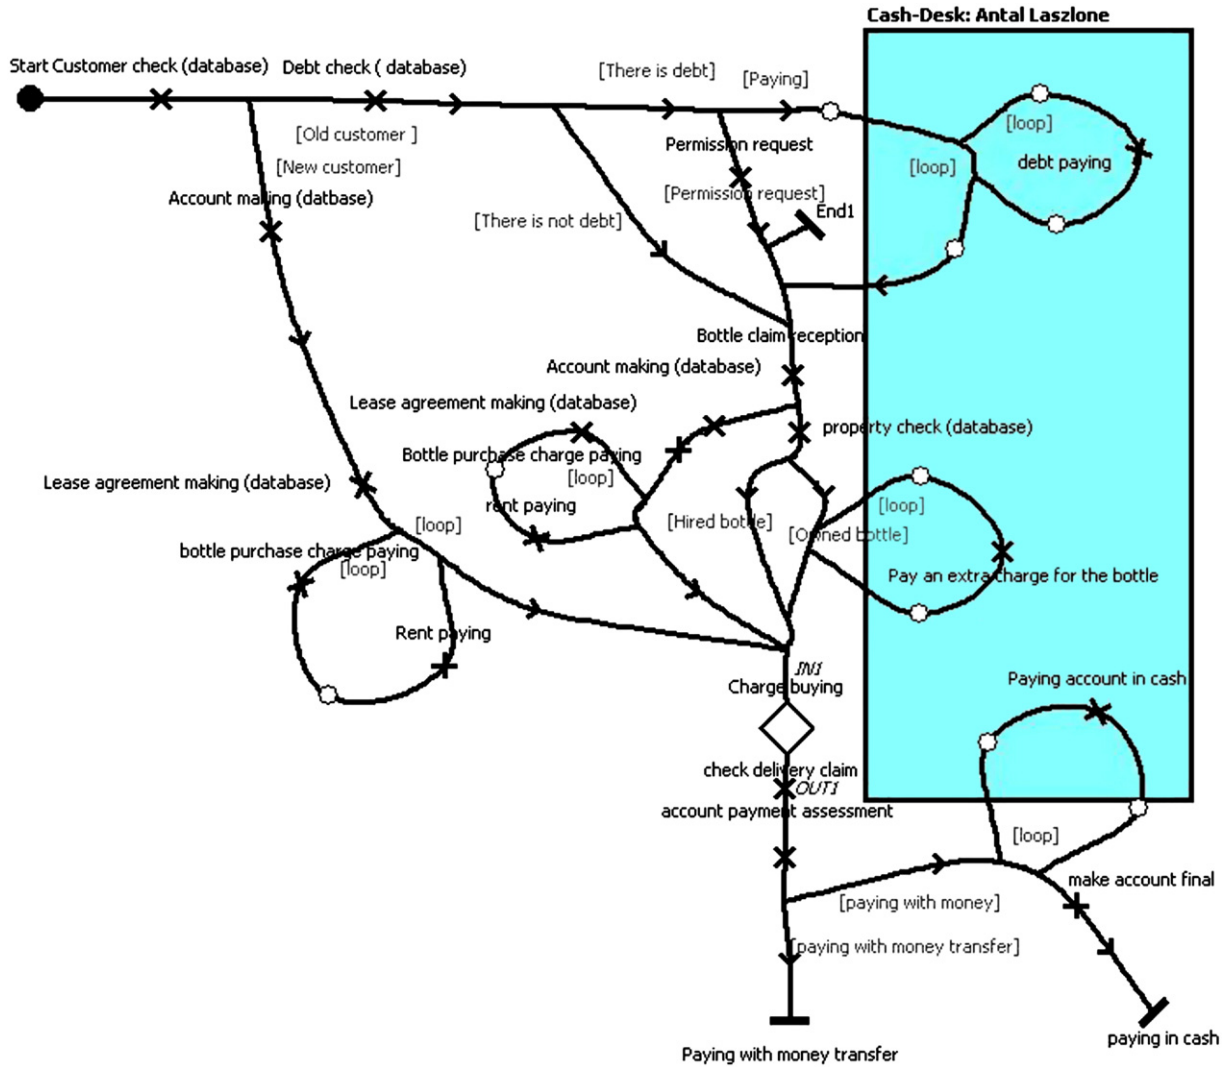 Cash-Desk: Antal Laszlone
Start Customer check (database)
Debt check ( database)
[There is debt]
[Paying]
[loop]
[Old customer ]
[New customer]
Permission request
[loop]
debt paying
Account making (datbase)
[Permission request]
End1
[There is not debt]
Bottle claim reception
Account making (database)
Lease agreement making (database)
property check (database)
Bottle purchase charge paying
[loop]
Lease agreement making (database)
rent paying
[loop]
[Hired bottle]
[Owned bottle]
[loop]
bottle purchase charge paying
[loop]
Pay an extra charge for the bottle
Rent paying
IN1
Charge buying
Paying account in cash
check delivery claim
OUT1
account payment assessment
[loop]
make account final
[paying with money]
[paying with money transfer]
paying in cash
Paying with money transfer